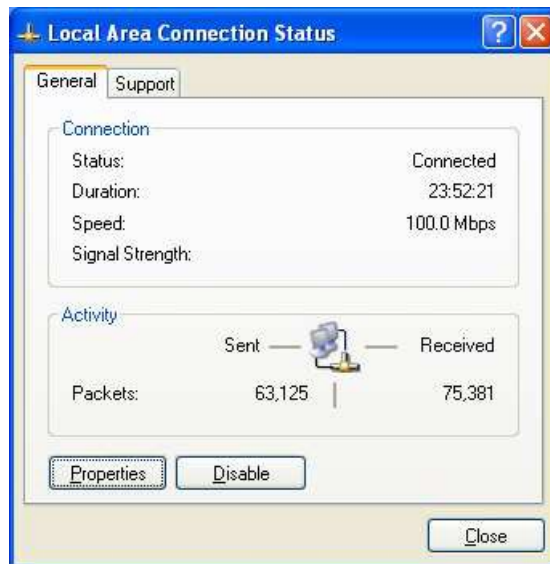 Local Area Connection Status
General Support
Connection
Status: Connected
Duration: 23:52:21
Speed: 100.0 Mbps
Signal Strength:
Activity
Sent Received
Packets: 63,125 75,381
Properties Disable
Close